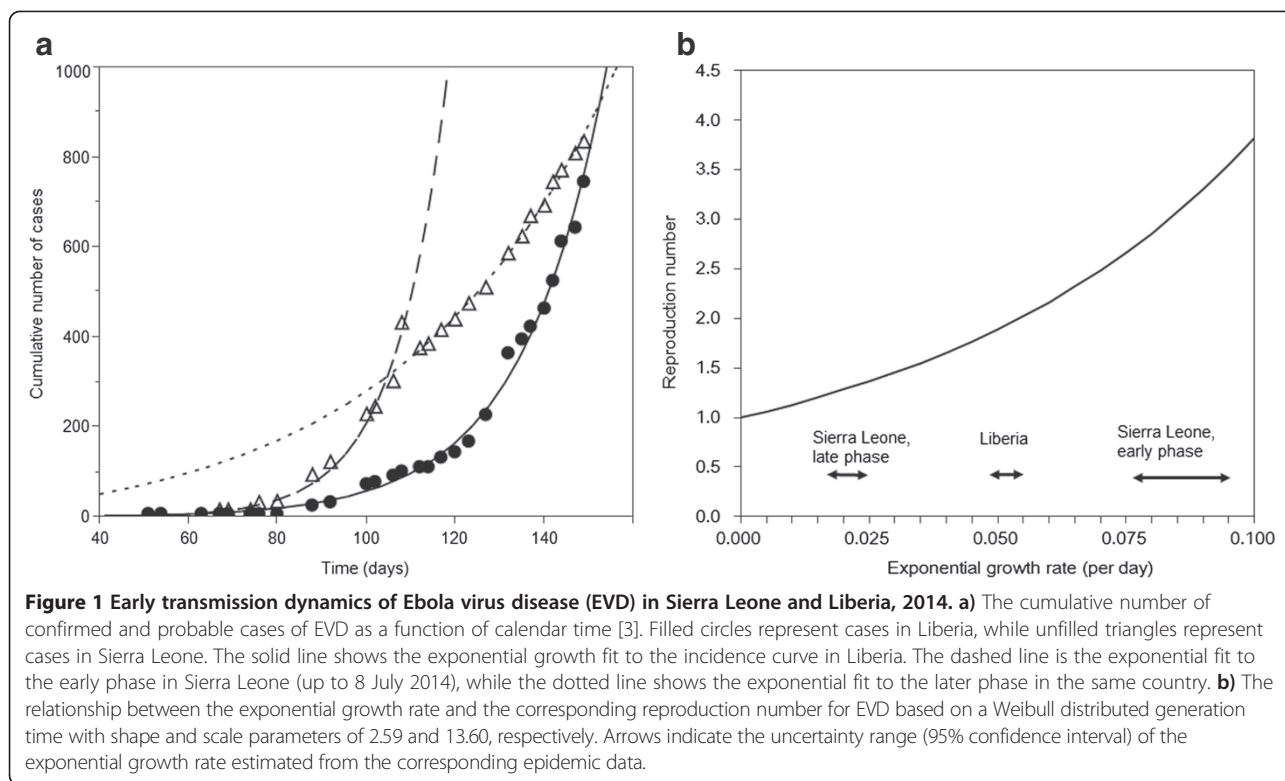 a
1000
800
600
400
200
0
Cumulative number of cases
40 60 80 100 120 140
Time (days)
b
4.5
4.0
3.5
3.0
2.5
2.0
1.5
1.0
0.5
0.0
Reproduction number
Sierra Leone,
late phase
Liberia
Sierra Leone,
early phase
0.000 0.025 0.050 0.075 0.100
Exponential growth rate (per day)
Figure 1 Early transmission dynamics of Ebola virus disease (EVD) in Sierra Leone and Liberia, 2014. a) The cumulative number of
confirmed and probable cases of EVD as a function of calendar time [3]. Filled circles represent cases in Liberia, while unfilled triangles represent
cases in Sierra Leone. The solid line shows the exponential growth fit to the incidence curve in Liberia. The dashed line is the exponential fit to
the early phase in Sierra Leone (up to 8 July 2014), while the dotted line shows the exponential fit to the later phase in the same country. b) The
relationship between the exponential growth rate and the corresponding reproduction number for EVD based on a Weibull distributed generation
time with shape and scale parameters of 2.59 and 13.60, respectively. Arrows indicate the uncertainty range (95% confidence interval) of the
exponential growth rate estimated from the corresponding epidemic data.